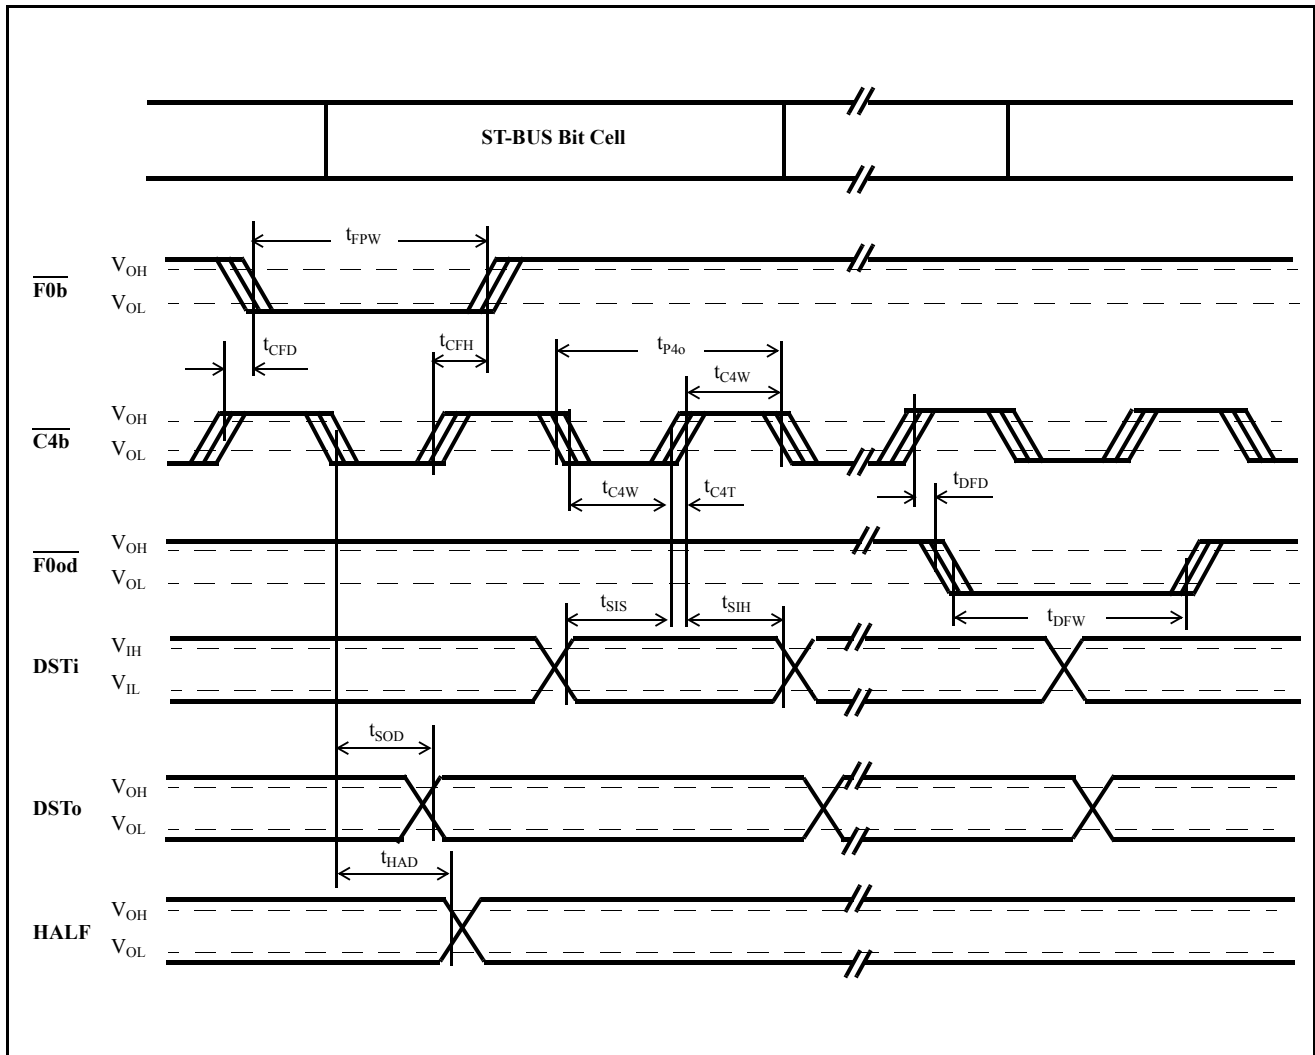 ST-BUS Bit Cell
tFPW
F0b
VOH
VOL
tCFD
tCFH
tP4o
tC4W
C4b
VOH
VOL
tC4W
tC4T
tDFD
F0od
VOH
VOL
tSIS
tSIH
tDFW
DSTi
VIH
VIL
tSOD
DSTo
VOH
VOL
tHAD
HALF
VOH
VOL